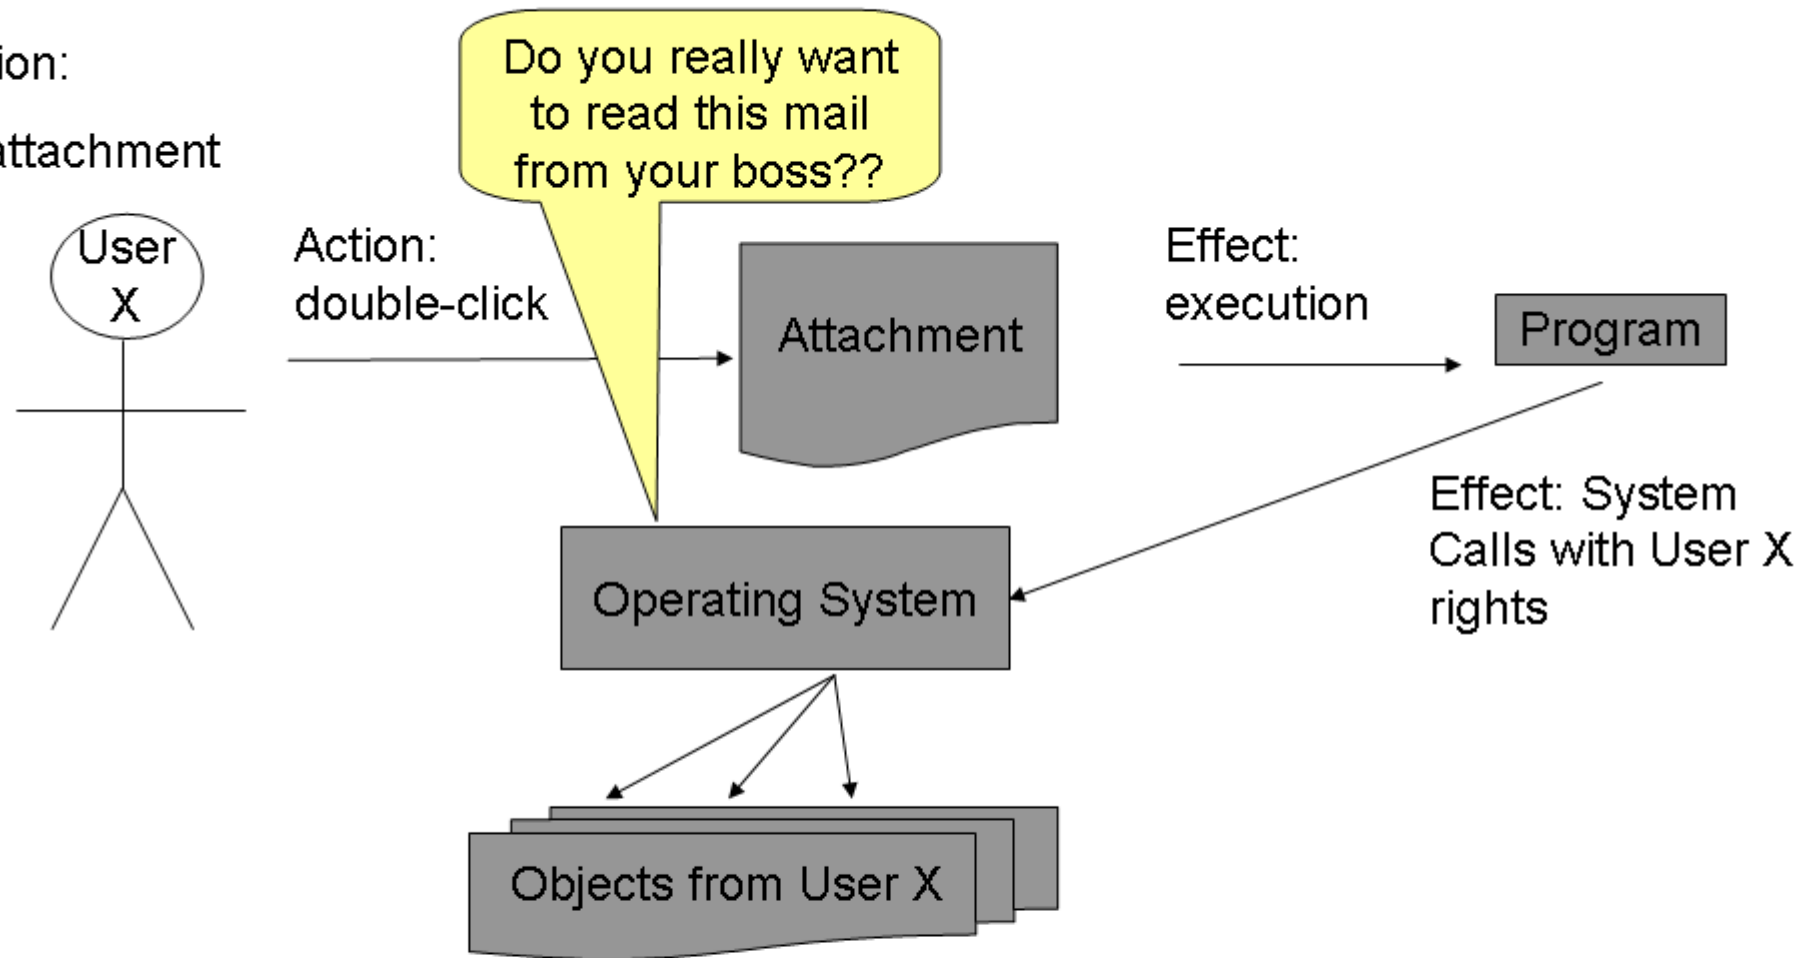 ion:
attachment
Do you really want
to read this mail
from your boss??
User
X
Action:
double-click
Attachment
Effect:
execution
Program
Effect: System
Calls with User X
rights
Operating System
Objects from User X